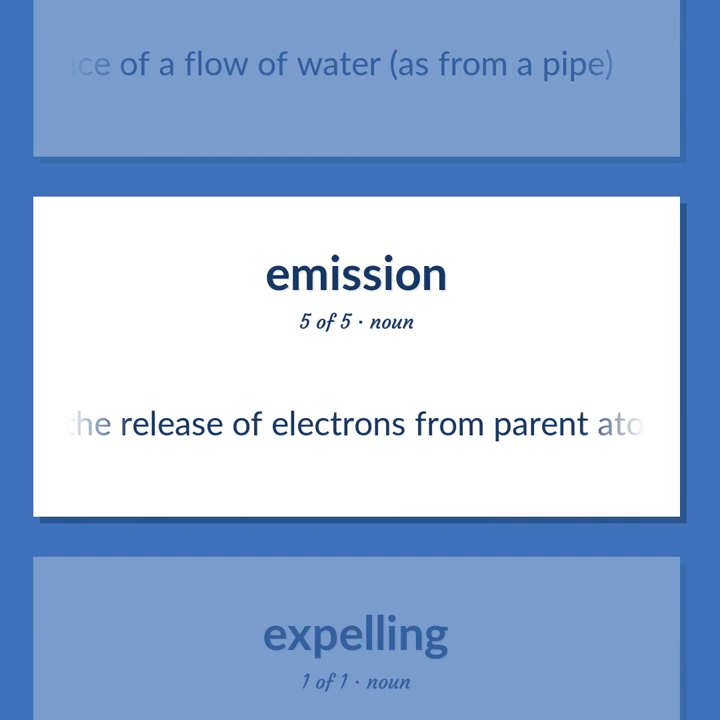 of a flow of water (as from a pipe)
emission
5 of 5 · noun
the release of electrons from parent
expelling
1 of 1 · noun